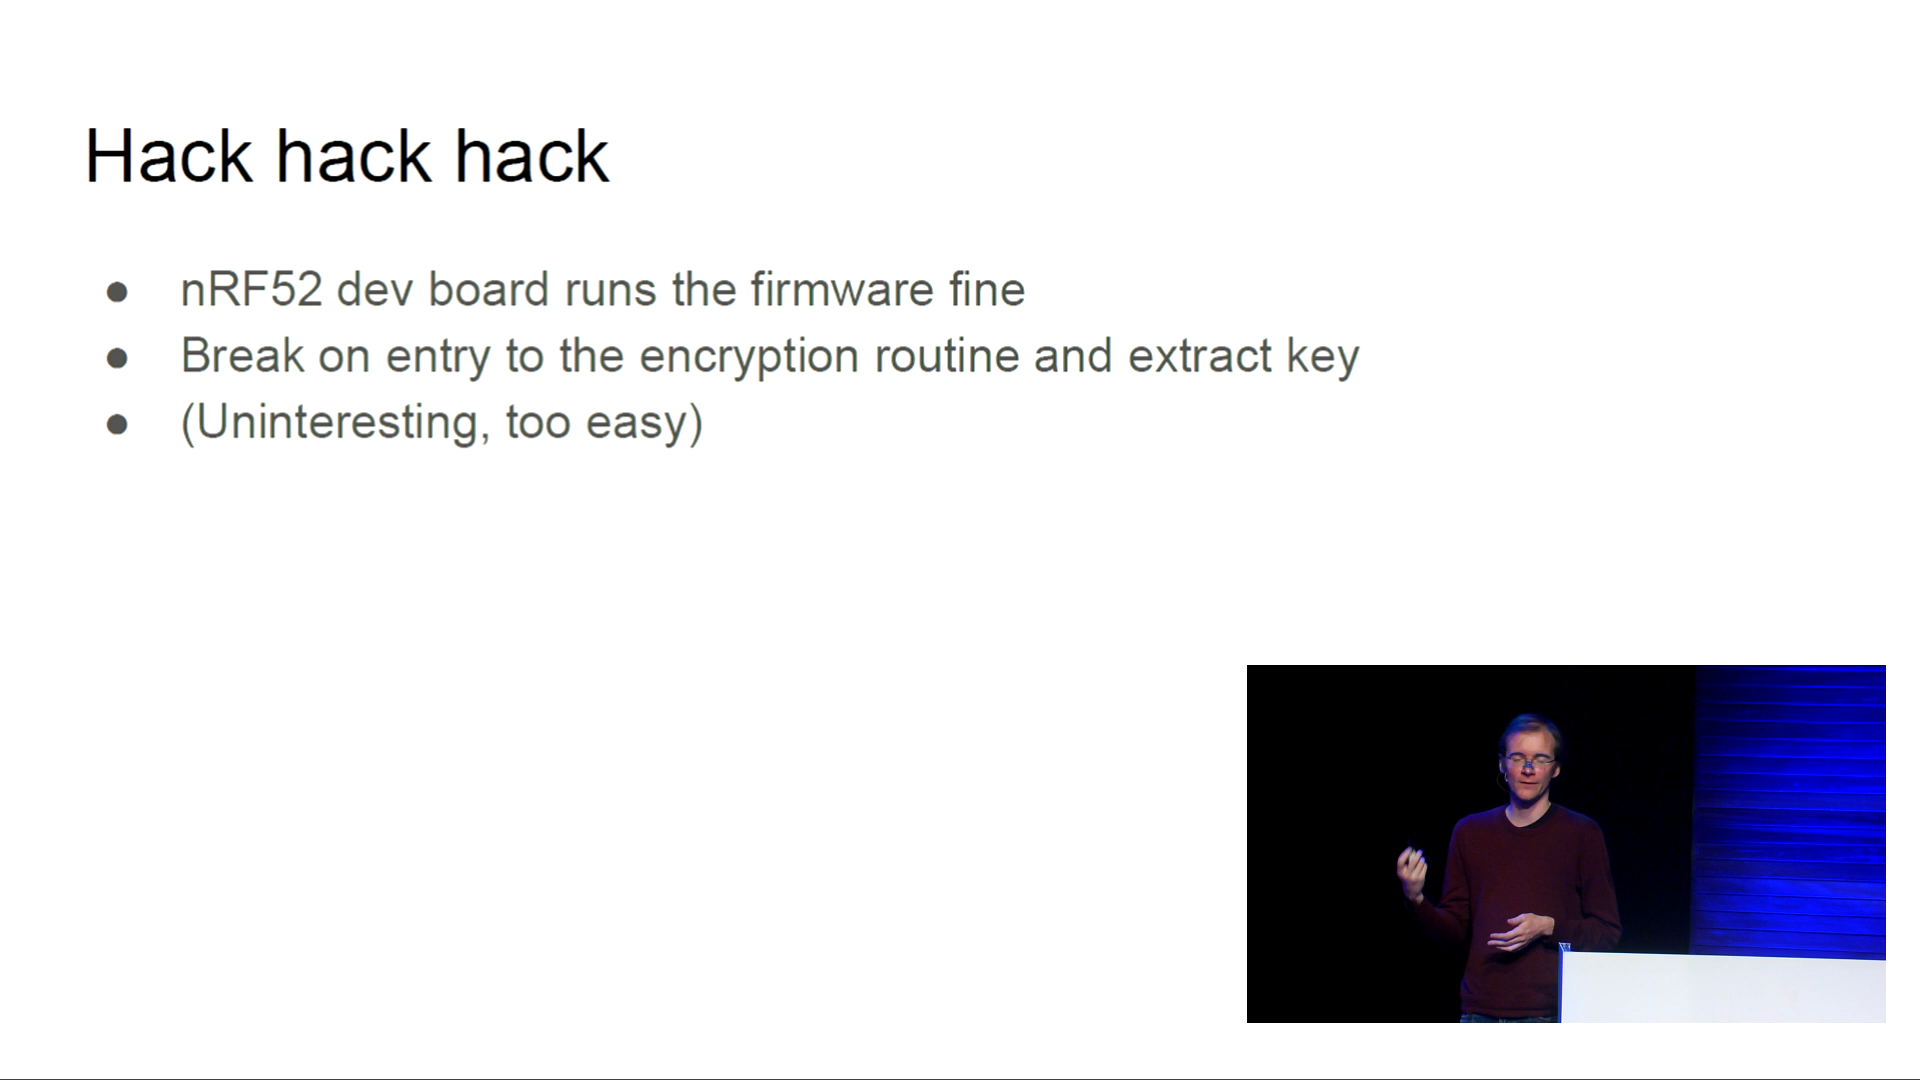 Hack hack hack
● nRF52 dev board runs the firmware fine
● Break on entry to the encryption routine and extract key
● (Uninteresting, too easy)